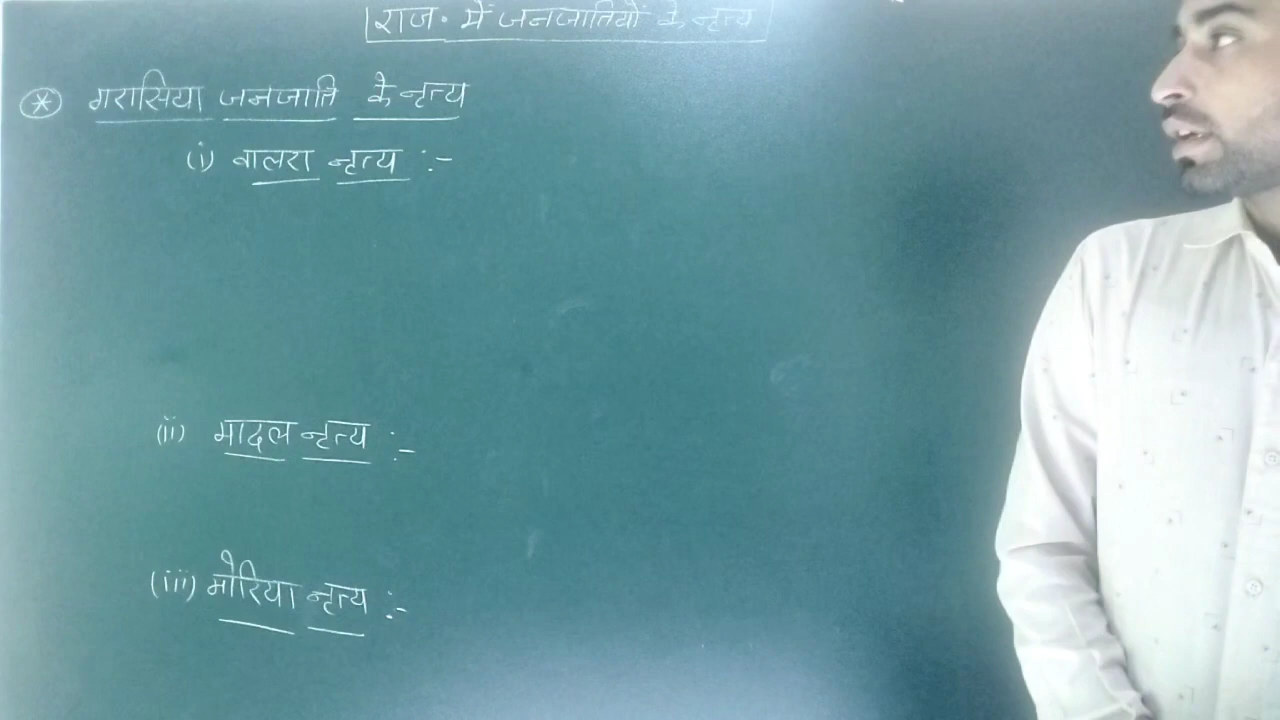 राज. में जनजातियों के नृत्य
* गरासिया जनजाति के नृत्य
(i) वालरा नृत्य :-
(ii) मादल नृत्य :-
(iii) मोरिया नृत्य :-